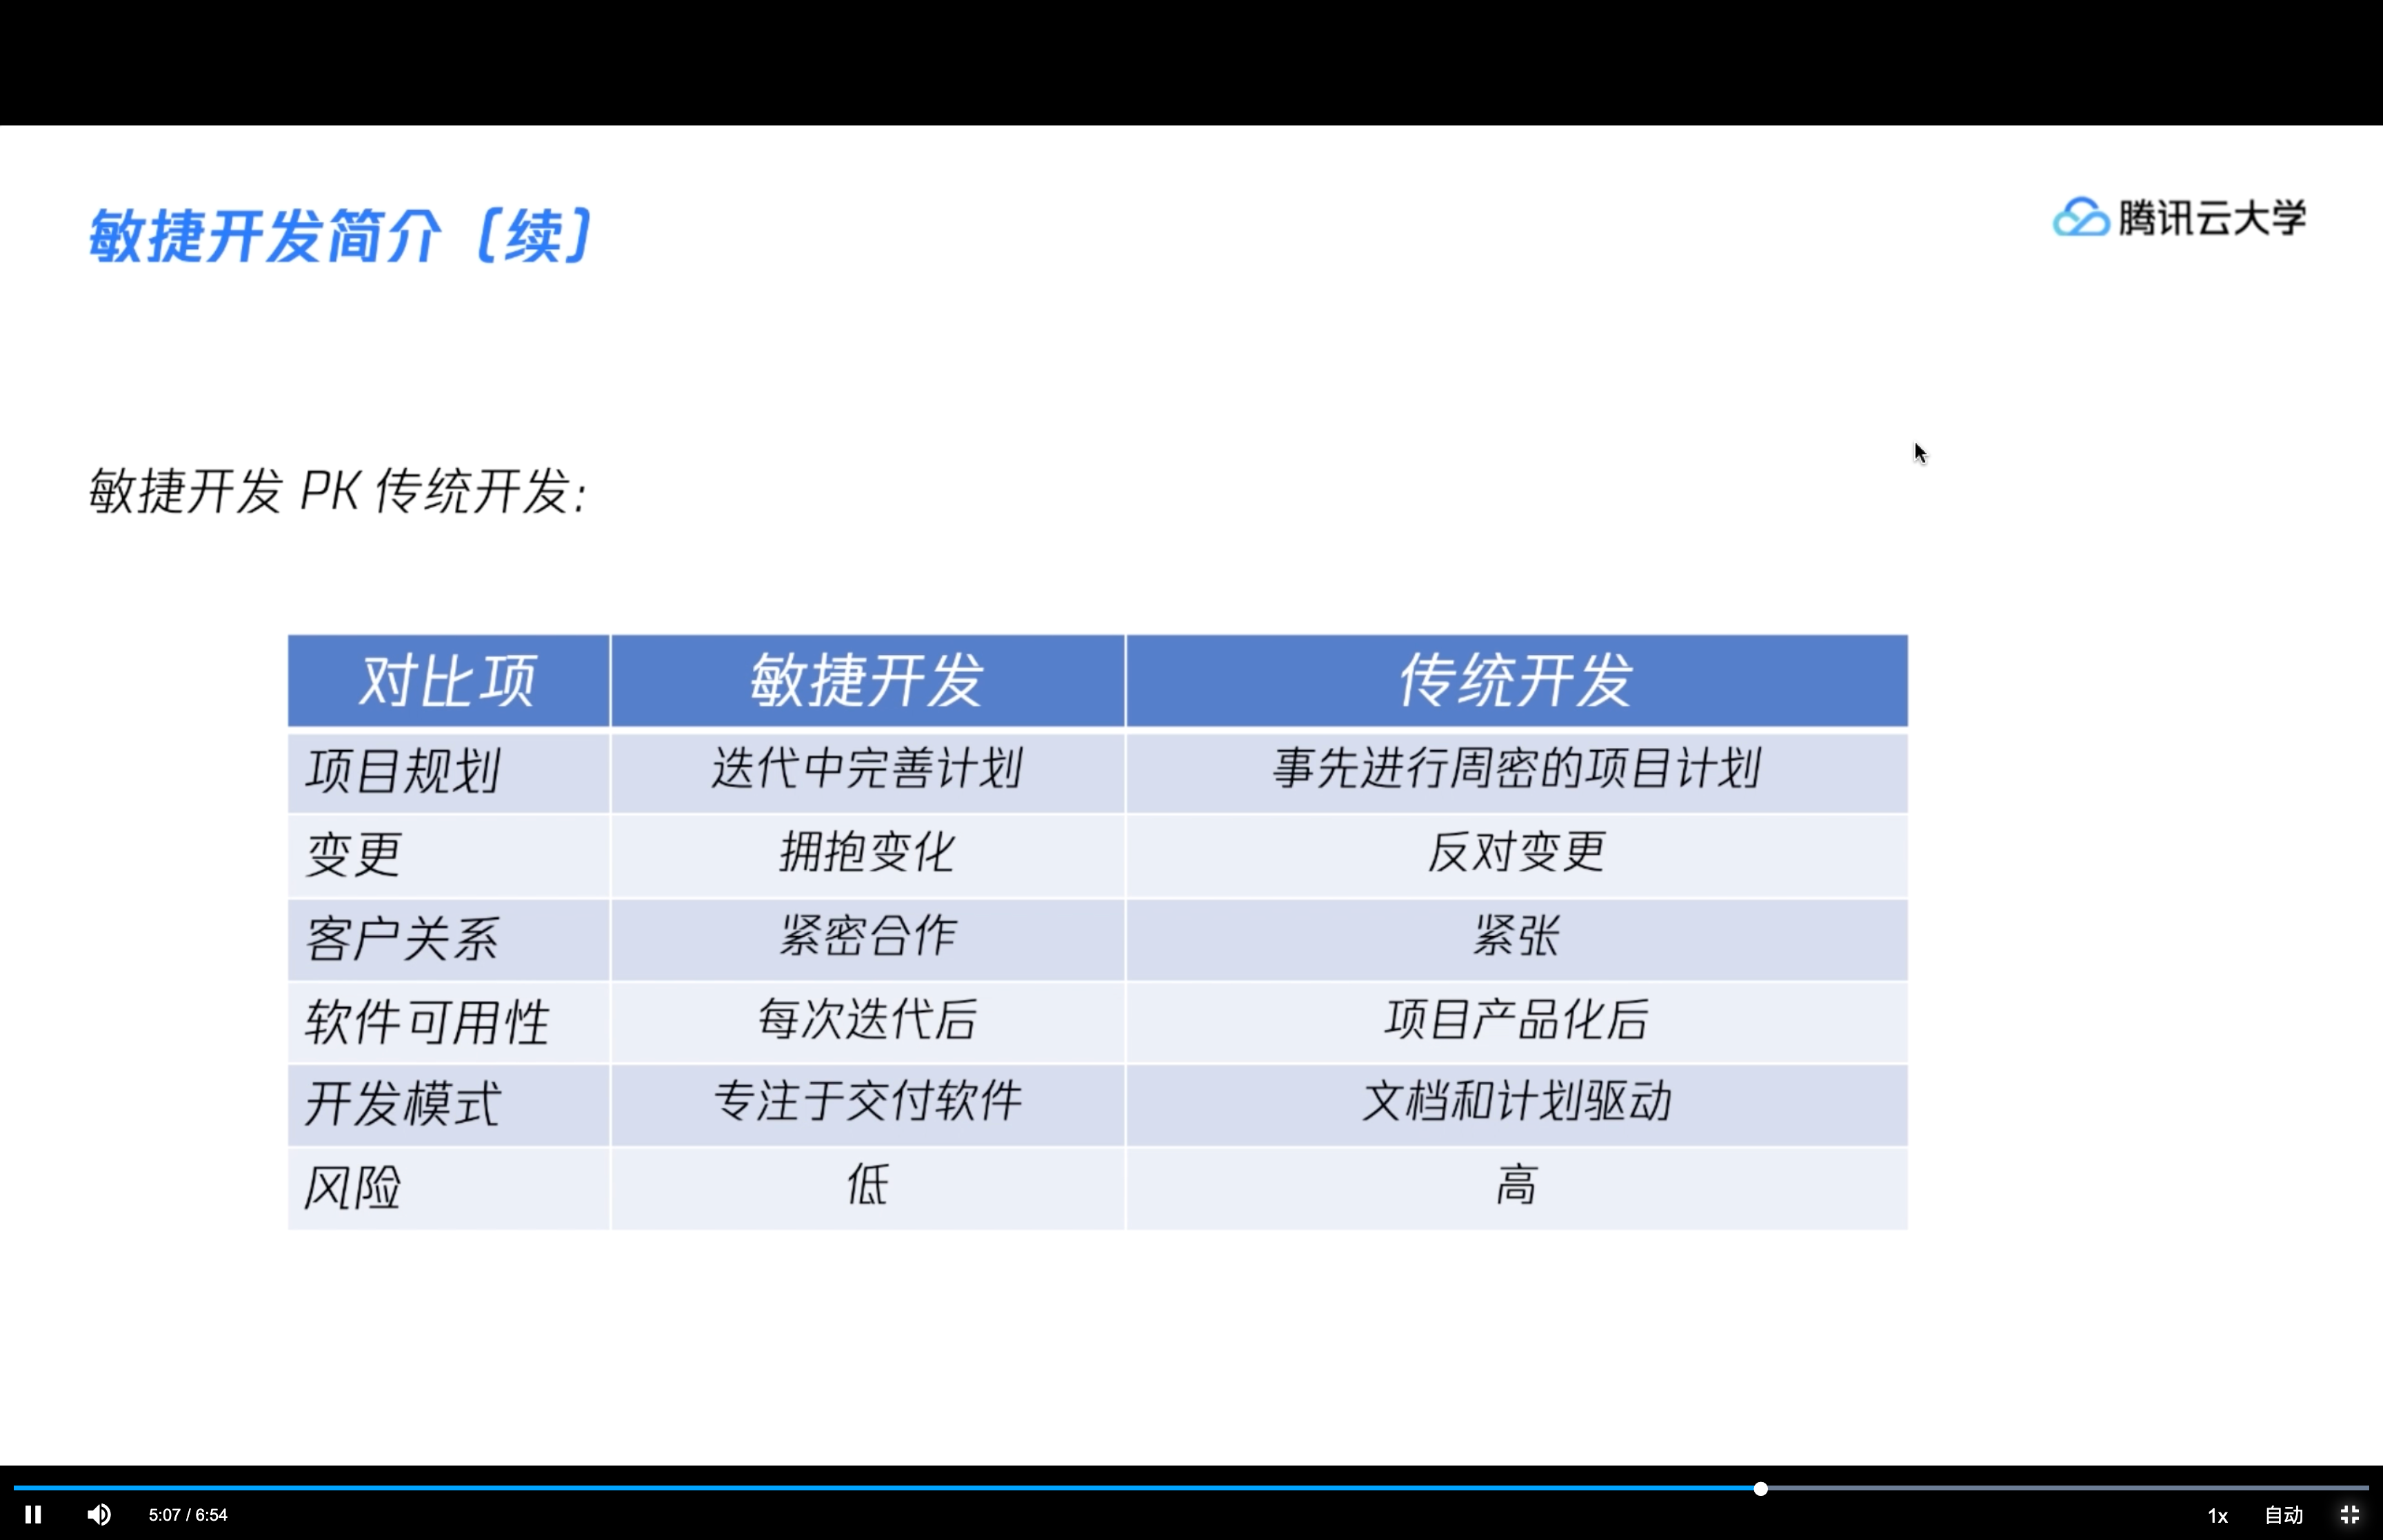 敏捷开发简介（续）
腾讯云大学
敏捷开发 PK 传统开发：
对比项 敏捷开发 传统开发
项目规划 迭代中完善计划 事先进行周密的项目计划
变更 拥抱变化 反对变更
客户关系 紧密合作 紧张
软件可用性 每次迭代后 项目产品化后
开发模式 专注于交付软件 文档和计划驱动
风险 低 高
5:07 / 6:54 1x 自动